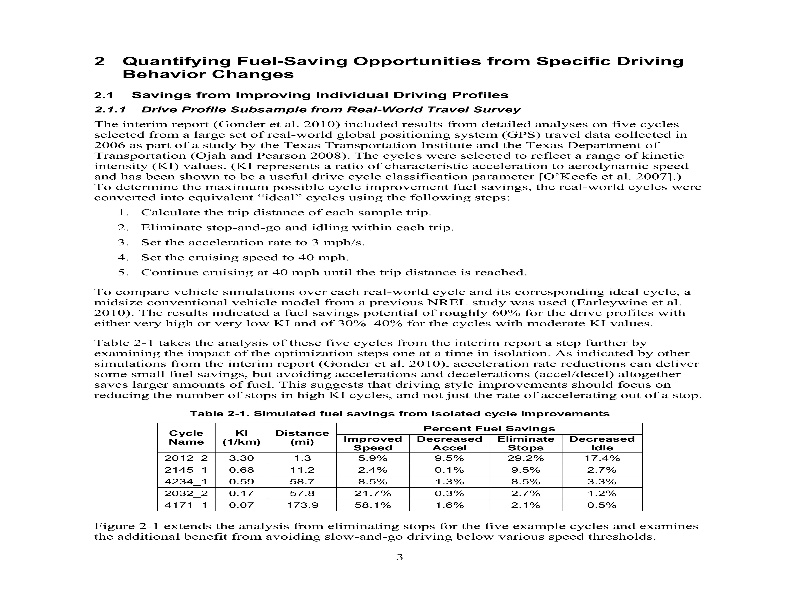 2 Quantifying Fuel-Saving Opportunities from Specific Driving
Behavior Changes
2.1 Savings from Improving Individual Driving Profiles
2.1.1 Drive Profile Subsample from Real-World Travel Survey
The interim report (Gonder et al. 2010) included results from detailed analyses on five cycles
selected from a large set of real-world global positioning system (GPS) travel data collected in
2006 as part of a study by the Texas Transportation Institute and the Texas Department of
Transportation (Ojah and Pearson 2008). The cycles were selected to reflect a range of kinetic
intensity (KI) values. (KI represents a ratio of characteristic acceleration to aerodynamic speed
and has been shown to be a useful drive cycle classification parameter [O'Keefe et al. 2007].)
To determine the maximum possible cycle improvement fuel savings, the real-world cycles were
converted into equivalent “ideal” cycles using the following steps:
1. Calculate the trip distance of each sample trip.
2. Eliminate stop-and-go and idling within each trip.
3. Set the acceleration rate to 3 mph/s.
4. Set the cruising speed to 40 mph.
5. Continue cruising at 40 mph until the trip distance is reached.
To compare vehicle simulations over each real-world cycle and its corresponding ideal cycle, a
midsize conventional vehicle model from a previous NREL study was used (Earleywine et al.
2010). The results indicated a fuel savings potential of roughly 60% for the drive profiles with
either very high or very low KI and of 30%–40% for the cycles with moderate KI values.
Table 2-1 takes the analysis of these five cycles from the interim report a step further by
examining the impact of the optimization steps one at a time in isolation. As indicated by other
simulations from the interim report (Gonder et al. 2010), acceleration rate reductions can deliver
some small fuel savings, but avoiding accelerations and decelerations (accel/decel) altogether
saves larger amounts of fuel. This suggests that driving style improvements should focus on
reducing the number of stops in high KI cycles, and not just the rate of accelerating out of a stop.
Table 2-1. Simulated fuel savings from isolated cycle improvements
Cycle Name KI (1/km) Distance (mi) Percent Fuel Savings
Improved Speed Decreased Accel Eliminate Stops Decreased Idle
2012_2 3.30 1.3 5.9% 9.5% 29.2% 17.4%
2145_1 0.68 11.2 2.4% 0.1% 9.5% 2.7%
4234_1 0.59 58.7 8.5% 1.3% 8.5% 3.3%
2032_2 0.17 57.8 21.7% 0.3% 2.7% 1.2%
4171_1 0.07 173.9 58.1% 1.6% 2.1% 0.5%
Figure 2-1 extends the analysis from eliminating stops for the five example cycles and examines
the additional benefit from avoiding slow-and-go driving below various speed thresholds.
3